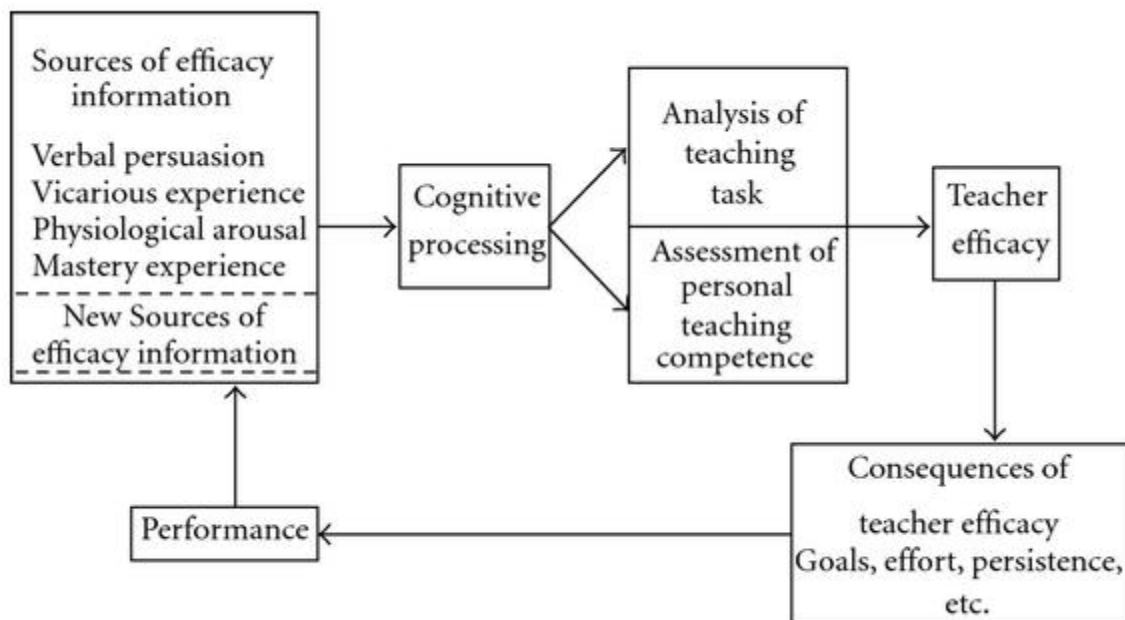 Sources of efficacy
information
Verbal persuasion
Vicarious experience
Physiological arousal
Mastery experience
New Sources of
efficacy information
Cognitive
processing
Analysis of
teaching
task
Assessment of
personal
teaching
competence
Teacher
efficacy
Consequences of
teacher efficacy
Goals, effort, persistence,
etc.
Performance